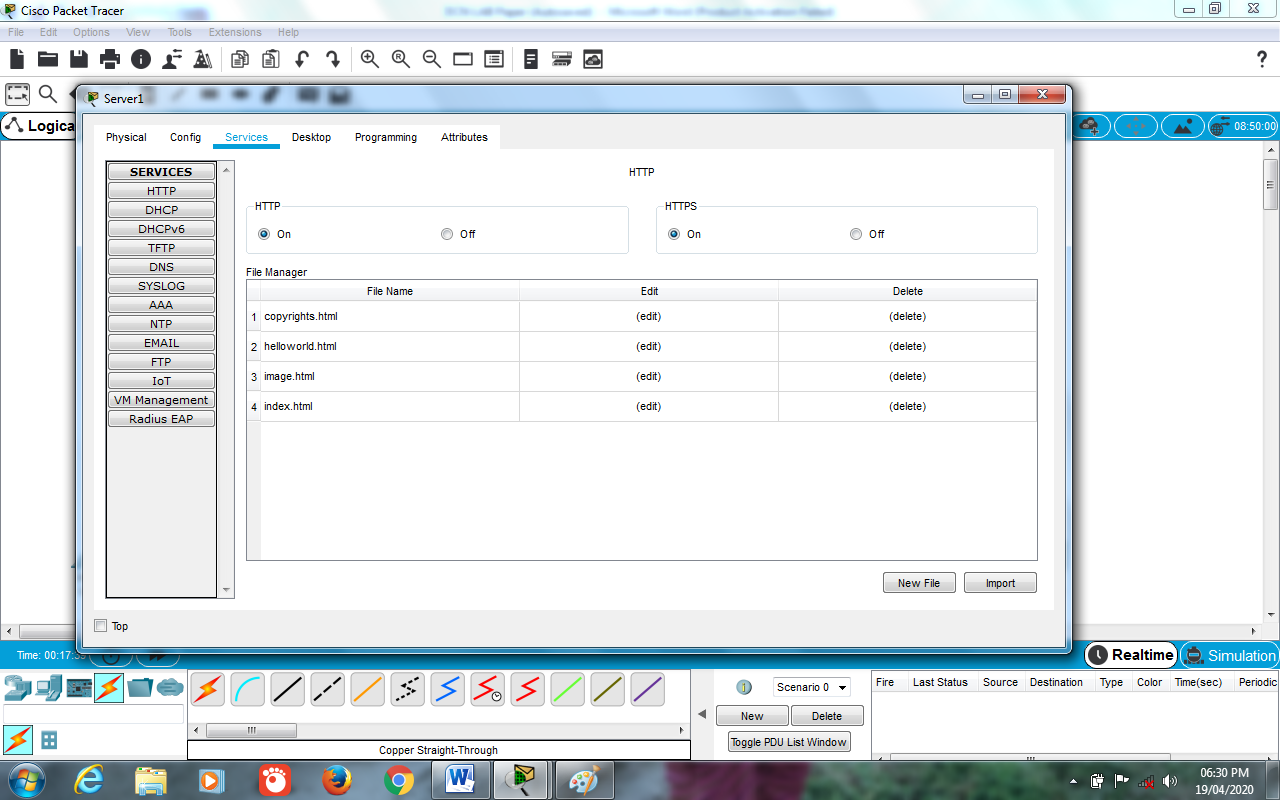 Cisco Packet Tracer
File Edit Options View Tools Extensions Help
Server1
Logica
08:50:00
Physical Config Services Desktop Programming Attributes
SERVICES
HTTP
DHCP
DHCPv6
TFTP
DNS
SYSLOG
AAA
NTP
EMAIL
FTP
IoT
VM Management
Radius EAP
HTTP
HTTP
On Off
HTTPS
On Off
File Manager
File Name Edit Delete
1 copyrights.html (edit) (delete)
2 helloworld.html (edit) (delete)
3 image.html (edit) (delete)
4 index.html (edit) (delete)
New File Import
Top
Time: 00:17:
Realtime Simulation
Scenario 0
New Delete
Toggle PDU List Window
Fire Last Status Source Destination Type Color Time(sec) Periodic
Copper Straight-Through
06:30 PM
19/04/2020